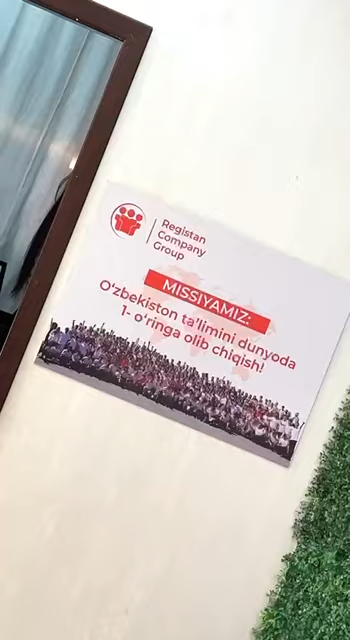 Registan
Company
Group
MISSIYAMIZ:
O'zbekiston ta'limini dunyoda
1- o'ringa olib chiqish!